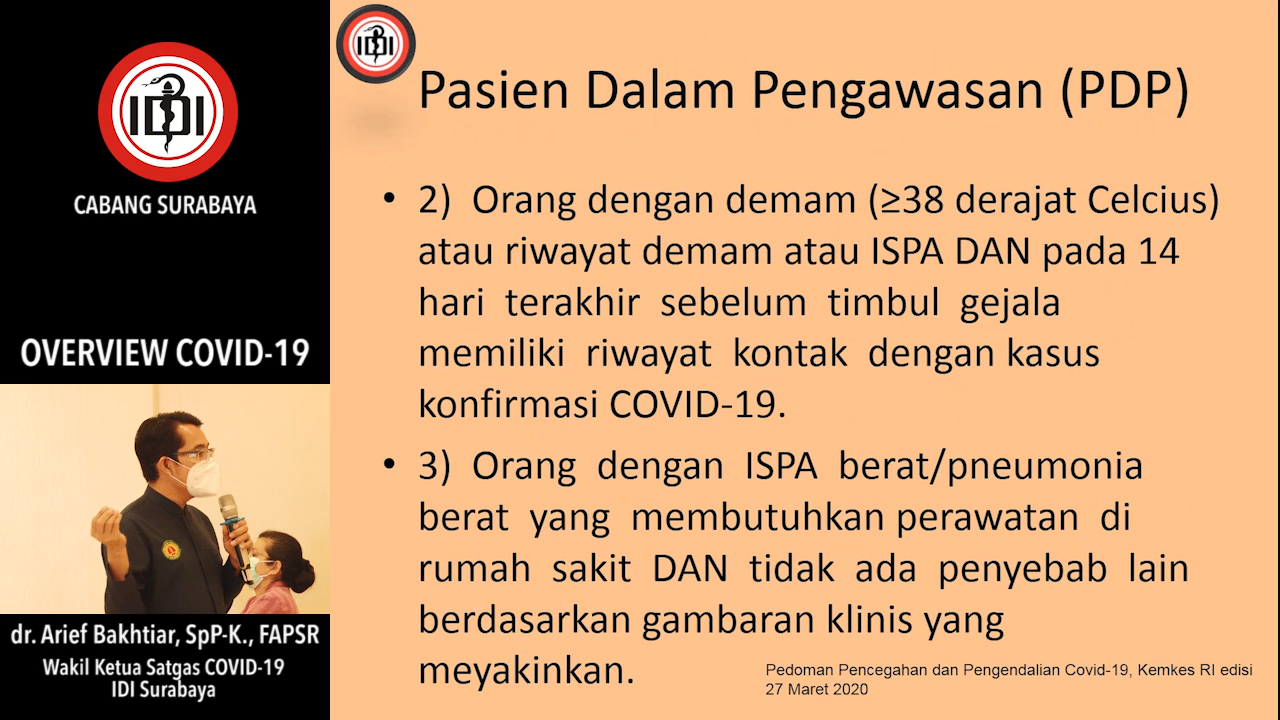 IDI
CABANG SURABAYA
OVERVIEW COVID-19
dr. Arief Bakhtiar, SpP-K., FAPSR
Wakil Ketua Satgas COVID-19
IDI Surabaya
IDI
Pasien Dalam Pengawasan (PDP)
• 2) Orang dengan demam (≥38 derajat Celcius)
atau riwayat demam atau ISPA DAN pada 14
hari terakhir sebelum timbul gejala
memiliki riwayat kontak dengan kasus
konfirmasi COVID-19.
• 3) Orang dengan ISPA berat/pneumonia
berat yang membutuhkan perawatan di
rumah sakit DAN tidak ada penyebab lain
berdasarkan gambaran klinis yang
meyakinkan.
Pedoman Pencegahan dan Pengendalian Covid-19, Kemkes RI edisi
27 Maret 2020